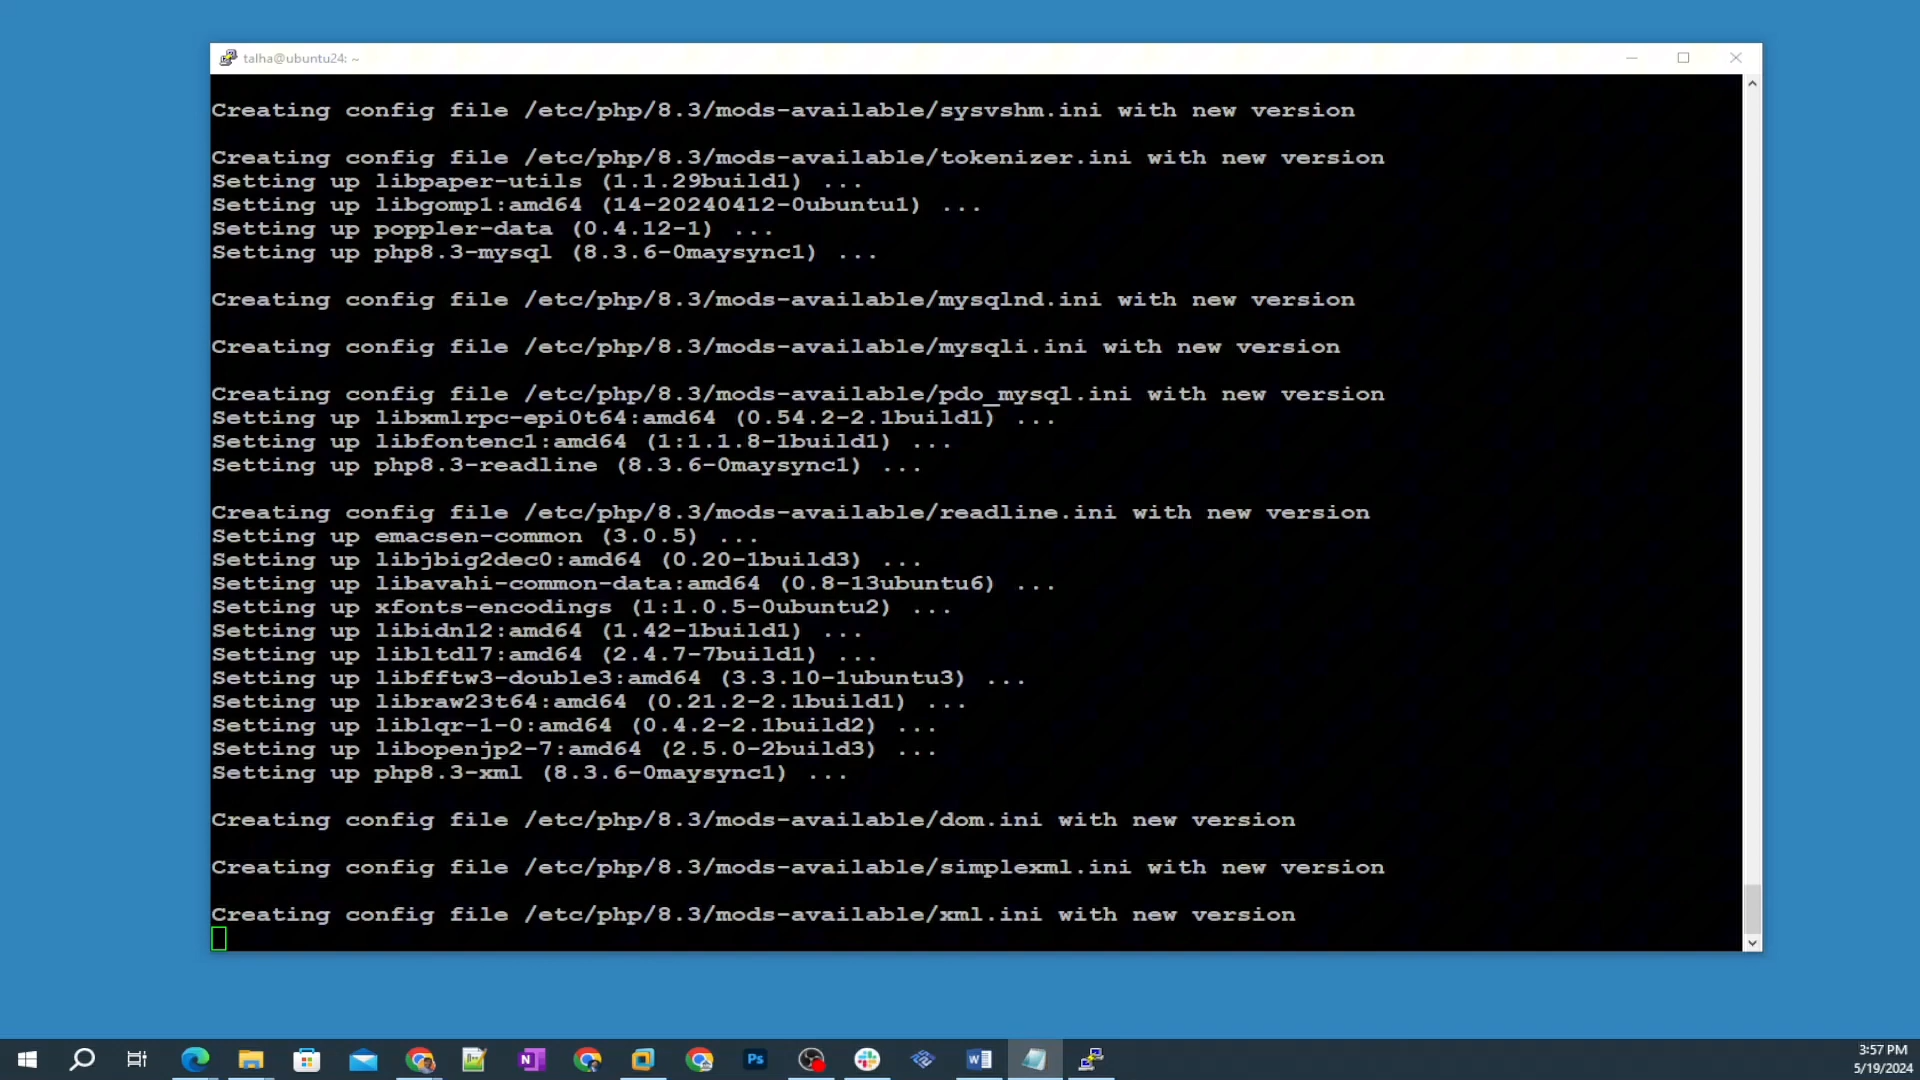 talha@ubuntu24: ~
Creating config file /etc/php/8.3/mods-available/sysvshm.ini with new version
Creating config file /etc/php/8.3/mods-available/tokenizer.ini with new version
Setting up libpaper-utils (1.1.29build1) ...
Setting up libgomp1:amd64 (14-20240412-0ubuntu1) ...
Setting up poppler-data (0.4.12-1) ...
Setting up php8.3-mysql (8.3.6-0maysync1) ...
Creating config file /etc/php/8.3/mods-available/mysqlnd.ini with new version
Creating config file /etc/php/8.3/mods-available/mysqli.ini with new version
Creating config file /etc/php/8.3/mods-available/pdo_mysql.ini with new version
Setting up libxmlrpc-epi0t64:amd64 (0.54.2-2.1build1) ...
Setting up libfontenc1:amd64 (1:1.1.8-1build1) ...
Setting up php8.3-readline (8.3.6-0maysync1) ...
Creating config file /etc/php/8.3/mods-available/readline.ini with new version
Setting up emacsen-common (3.0.5) ...
Setting up libjbig2dec0:amd64 (0.20-1build3) ...
Setting up libavahi-common-data:amd64 (0.8-13ubuntu6) ...
Setting up xfonts-encodings (1:1.0.5-0ubuntu2) ...
Setting up libidn12:amd64 (1.42-1build1) ...
Setting up libltdl7:amd64 (2.4.7-7build1) ...
Setting up libfftw3-double3:amd64 (3.3.10-1ubuntu3) ...
Setting up libraw23t64:amd64 (0.21.2-2.1build1) ...
Setting up liblqr-1-0:amd64 (0.4.2-2.1build2) ...
Setting up libopenjp2-7:amd64 (2.5.0-2build3) ...
Setting up php8.3-xml (8.3.6-0maysync1) ...
Creating config file /etc/php/8.3/mods-available/dom.ini with new version
Creating config file /etc/php/8.3/mods-available/simplexml.ini with new version
Creating config file /etc/php/8.3/mods-available/xml.ini with new version
N
Ps
W
3:57 PM
5/19/2024